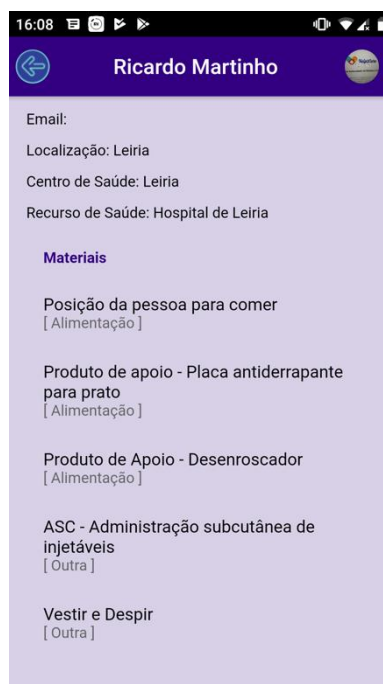 16:08
Ricardo Martinho
Email:
Localização: Leiria
Centro de Saúde: Leiria
Recurso de Saúde: Hospital de Leiria
Materiais
Posição da pessoa para comer
[ Alimentação ]
Produto de apoio - Placa antiderrapante
para prato
[ Alimentação ]
Produto de Apoio - Desenroscador
[ Alimentação ]
ASC - Administração subcutânea de
injetáveis
[ Outra ]
Vestir e Despir
[ Outra ]